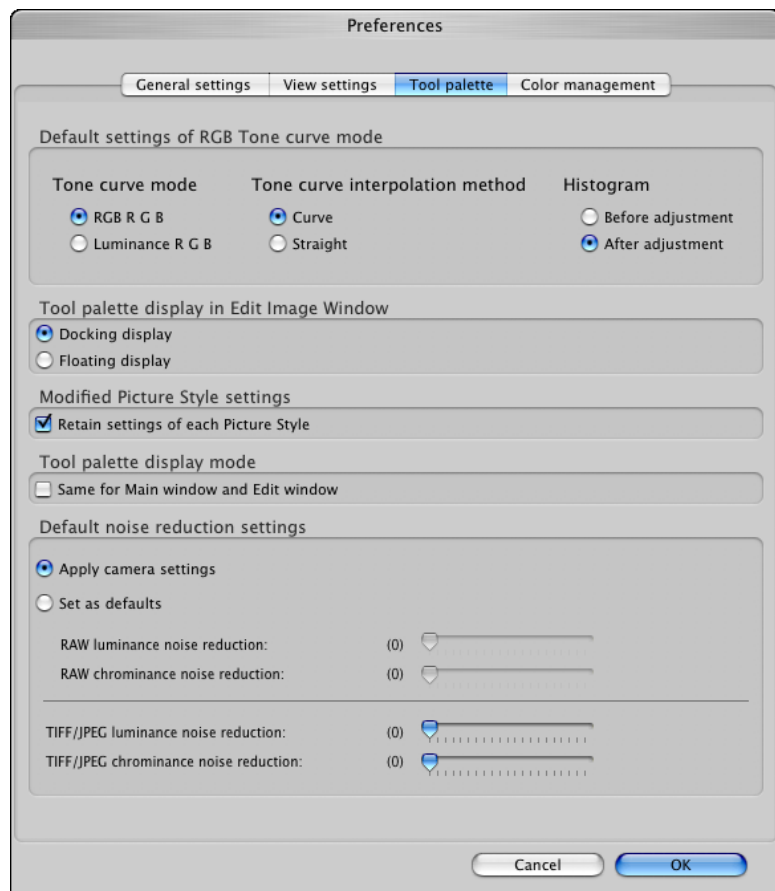 Preferences
General settings View settings Tool palette Color management
Default settings of RGB Tone curve mode
Tone curve mode Tone curve interpolation method Histogram
RGB R G B Curve Before adjustment
Luminance R G B Straight After adjustment
Tool palette display in Edit Image Window
Docking display
Floating display
Modified Picture Style settings
Retain settings of each Picture Style
Tool palette display mode
Same for Main window and Edit window
Default noise reduction settings
Apply camera settings
Set as defaults
RAW luminance noise reduction: (0)
RAW chrominance noise reduction: (0)
TIFF/JPEG luminance noise reduction: (0)
TIFF/JPEG chrominance noise reduction: (0)
Cancel OK